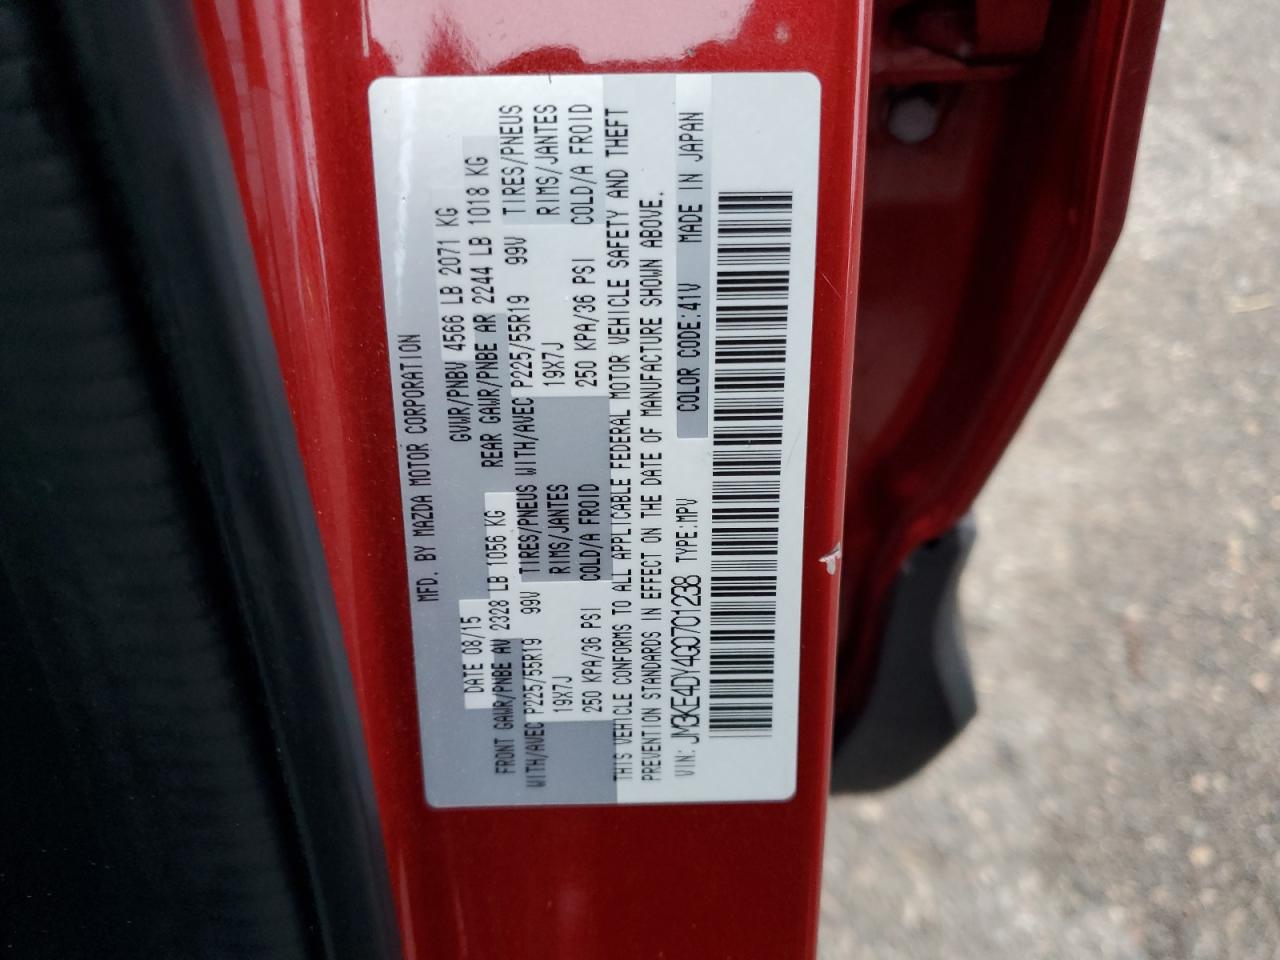 MFD. BY MAZDA MOTOR CORPORATION
DATE 08/15 GVWR/PNBV 4566 LB 2071 KG
FRONT GAWR/PNBE AV 2328 LB 1056 KG REAR GAWR/PNBE AR 2244 LB 1018 KG
WITH/AVEC P225/55R19 99V TIRES/PNEUS WITH/AVEC P225/55R19 99V TIRES/PNEUS
19X7J RIMS/JANTES 19X7J RIMS/JANTES
250 KPA/36 PSI COLD/A FROID 250 KPA/36 PSI COLD/A FROID
THIS VEHICLE CONFORMS TO ALL APPLICABLE FEDERAL MOTOR VEHICLE SAFETY AND THEFT
PREVENTION STANDARDS IN EFFECT ON THE DATE OF MANUFACTURE SHOWN ABOVE.
VIN: JM3KE4DY4G0701238 TYPE:MPV COLOR CODE:41V MADE IN JAPAN